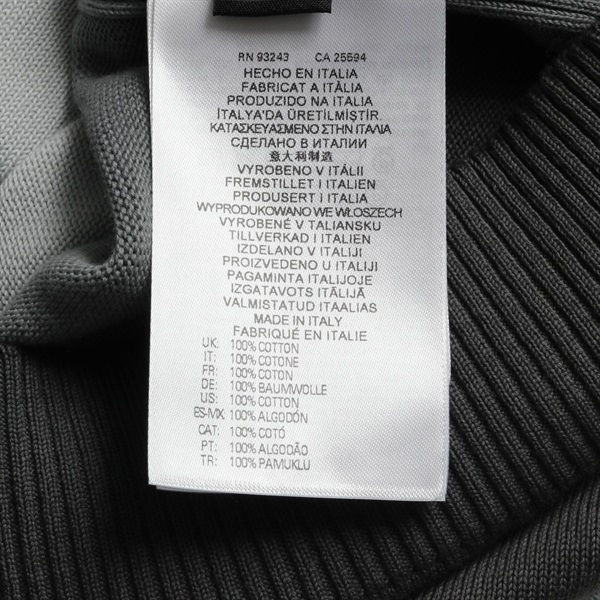 RN 93243 CA 25594
HECHO EN ITALIA
FABRICAT A ITÀLIA
PRODUZIDO NA ITALIA
İTALYA'DA ÜRETİLMİŞTİR.
ΚΑΤΑΣΚΕΥΑΣΜΕΝΟ ΣΤΗΝ ΙΤΑΛΙΑ
СДЕЛАНО В ИТАЛИИ
意大利制造
VYROBENO V ITÁLII
FREMSTILLET I ITALIEN
PRODUSERT I ITALIA
WYPRODUKOWANO WE WŁOSZECH
VYROBENÉ V TALIANSKU
TILLVERKAD I ITALIEN
IZDELANO V ITALIJI
PROIZVEDENO U ITALIJI
PAGAMINTA ITALIJOJE
IZGATAVOTS ITĀLIJĀ
VALMISTATUD ITAALIAS
MADE IN ITALY
FABRIQUÉ EN ITALIE
UK: 100% COTTON
IT: 100% COTONE
FR: 100% COTON
DE: 100% BAUMWOLLE
US: 100% COTTON
ES-MX: 100% ALGODÓN
CAT: 100% COTÓ
PT: 100% ALGODÃO
TR: 100% PAMUKLU